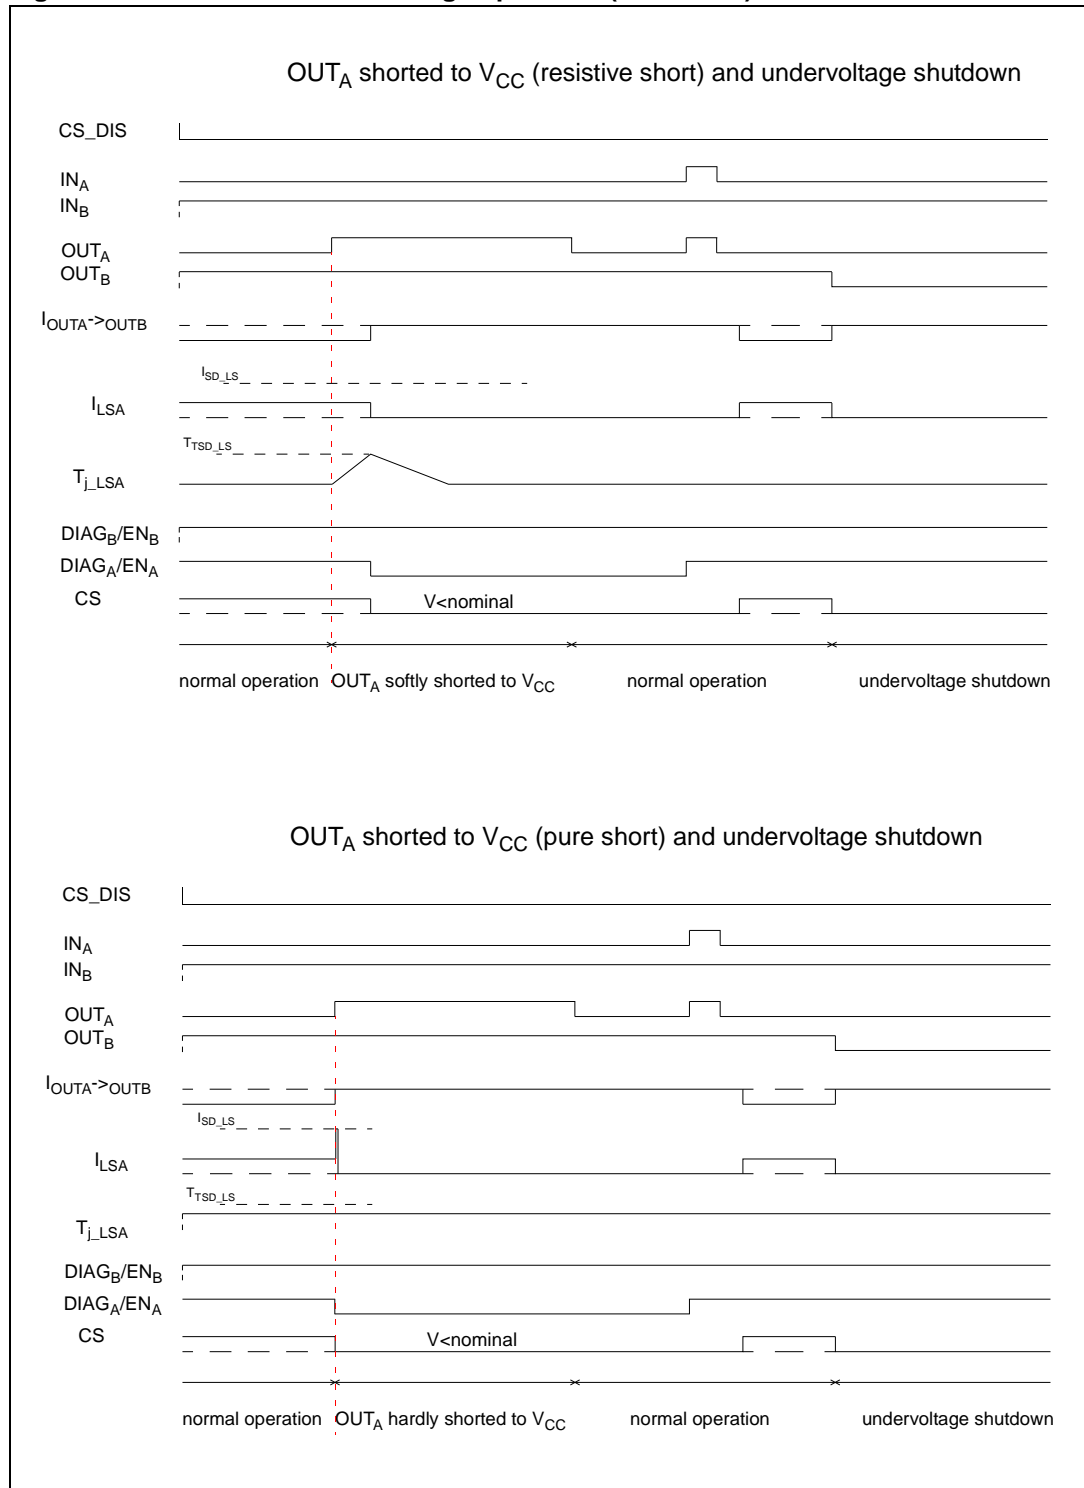 OUTA shorted to VCC (resistive short) and undervoltage shutdown
CS_DIS
INA
INB
OUTA
OUTB
IOUTA->OUTB
ISD_LS
ILSA
TTSD_LS
Tj_LSA
DIAGB/ENB
DIAGA/ENA
CS
V<nominal
normal operation OUTA softly shorted to VCC normal operation undervoltage shutdown
OUTA shorted to VCC (pure short) and undervoltage shutdown
CS_DIS
INA
INB
OUTA
OUTB
IOUTA->OUTB
ISD_LS
ILSA
TTSD_LS
Tj_LSA
DIAGB/ENB
DIAGA/ENA
CS
V<nominal
normal operation OUTA hardly shorted to VCC normal operation undervoltage shutdown